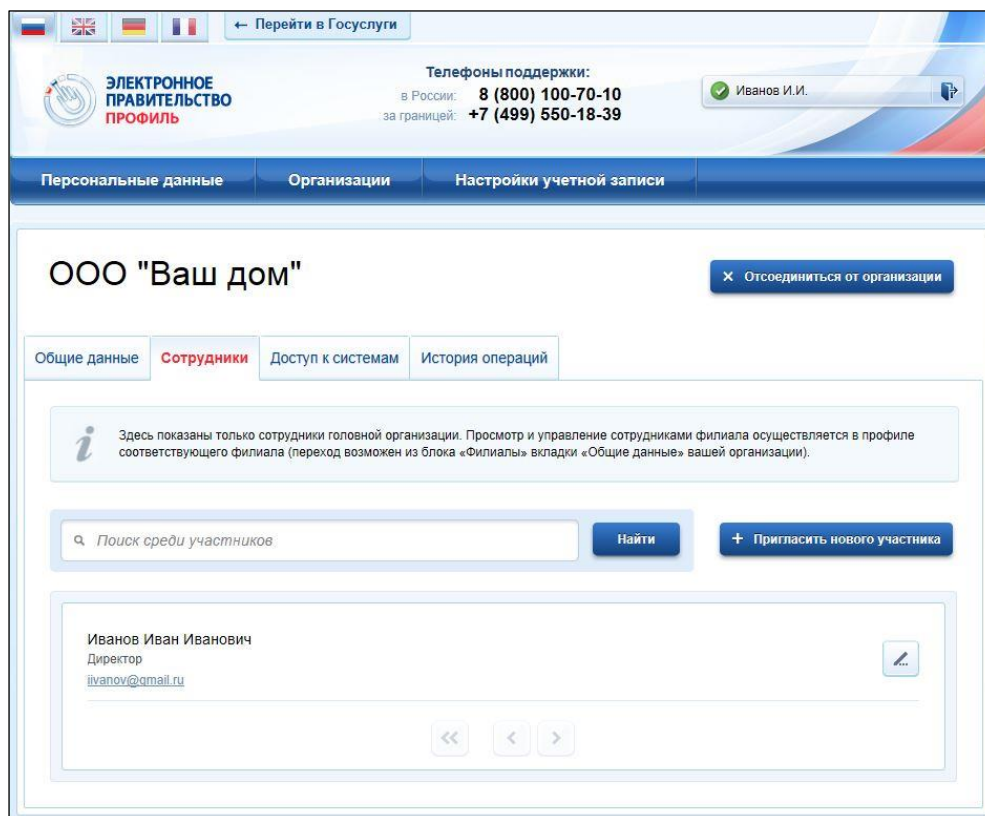 ← Перейти в Госуслуги
ЭЛЕКТРОННОЕ
ПРАВИТЕЛЬСТВО
ПРОФИЛЬ
Телефоны поддержки:
в России: 8 (800) 100-70-10
за границей: +7 (499) 550-18-39
Иванов И.И.
Персональные данные Организации Настройки учетной записи
ООО "Ваш дом"
× Отсоединиться от организации
Общие данные Сотрудники Доступ к системам История операций
i Здесь показаны только сотрудники головной организации. Просмотр и управление сотрудниками филиала осуществляется в профиле
соответствующего филиала (переход возможен из блока «Филиалы» вкладки «Общие данные» вашей организации).
Поиск среди участников Найти + Пригласить нового участника
Иванов Иван Иванович
Директор
iivanov@gmail.ru